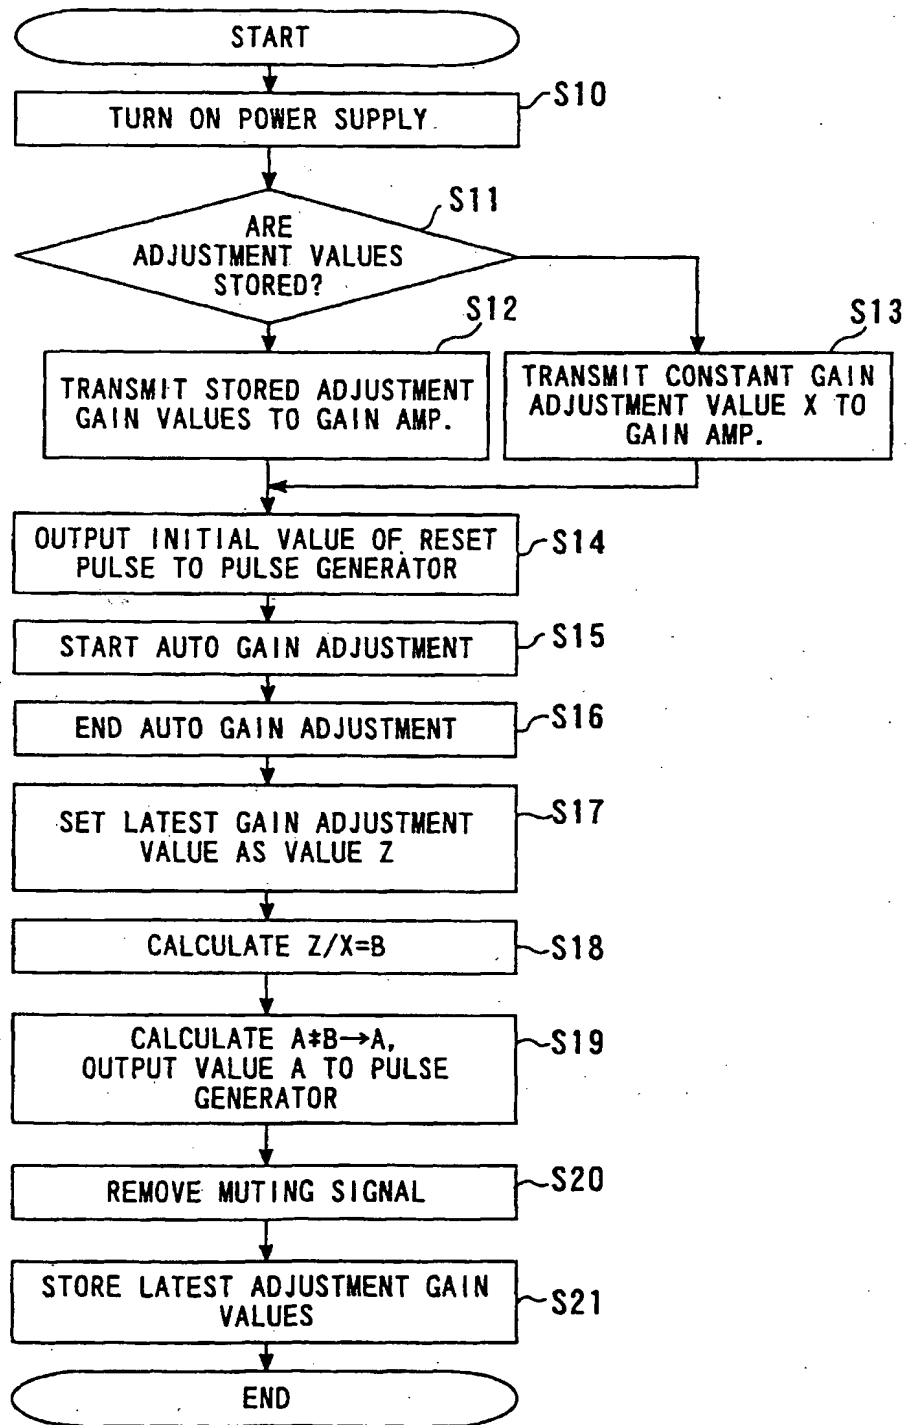 START
TURN ON POWER SUPPLY
S10
ARE
ADJUSTMENT VALUES
STORED?
S11
TRANSMIT STORED ADJUSTMENT
GAIN VALUES TO GAIN AMP.
S12
TRANSMIT CONSTANT GAIN
ADJUSTMENT VALUE X TO
GAIN AMP.
S13
OUTPUT INITIAL VALUE OF RESET
PULSE TO PULSE GENERATOR
S14
START AUTO GAIN ADJUSTMENT
S15
END AUTO GAIN ADJUSTMENT
S16
SET LATEST GAIN ADJUSTMENT
VALUE AS VALUE Z
S17
CALCULATE Z/X=B
S18
CALCULATE A*B→A,
OUTPUT VALUE A TO PULSE
GENERATOR
S19
REMOVE MUTING SIGNAL
S20
STORE LATEST ADJUSTMENT GAIN
VALUES
S21
END